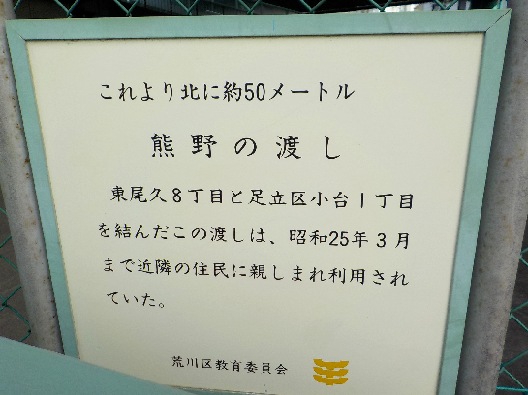 これより北に約50メートル
熊野の渡し
東尾久8丁目と足立区小台1丁目
を結んだこの渡しは、昭和25年3月
まで近隣の住民に親しまれ利用され
ていた。
荒川区教育委員会